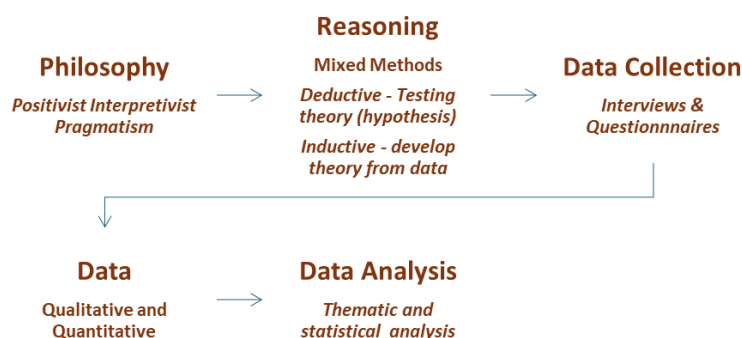 Philosophy
Positivist Interpretivist
Pragmatism
Reasoning
Mixed Methods
Deductive - Testing
theory (hypothesis)
Inductive - develop
theory from data
Data Collection
Interviews &
Questionnnaires
Data
Qualitative and
Quantitative
Data Analysis
Thematic and
statistical analysis